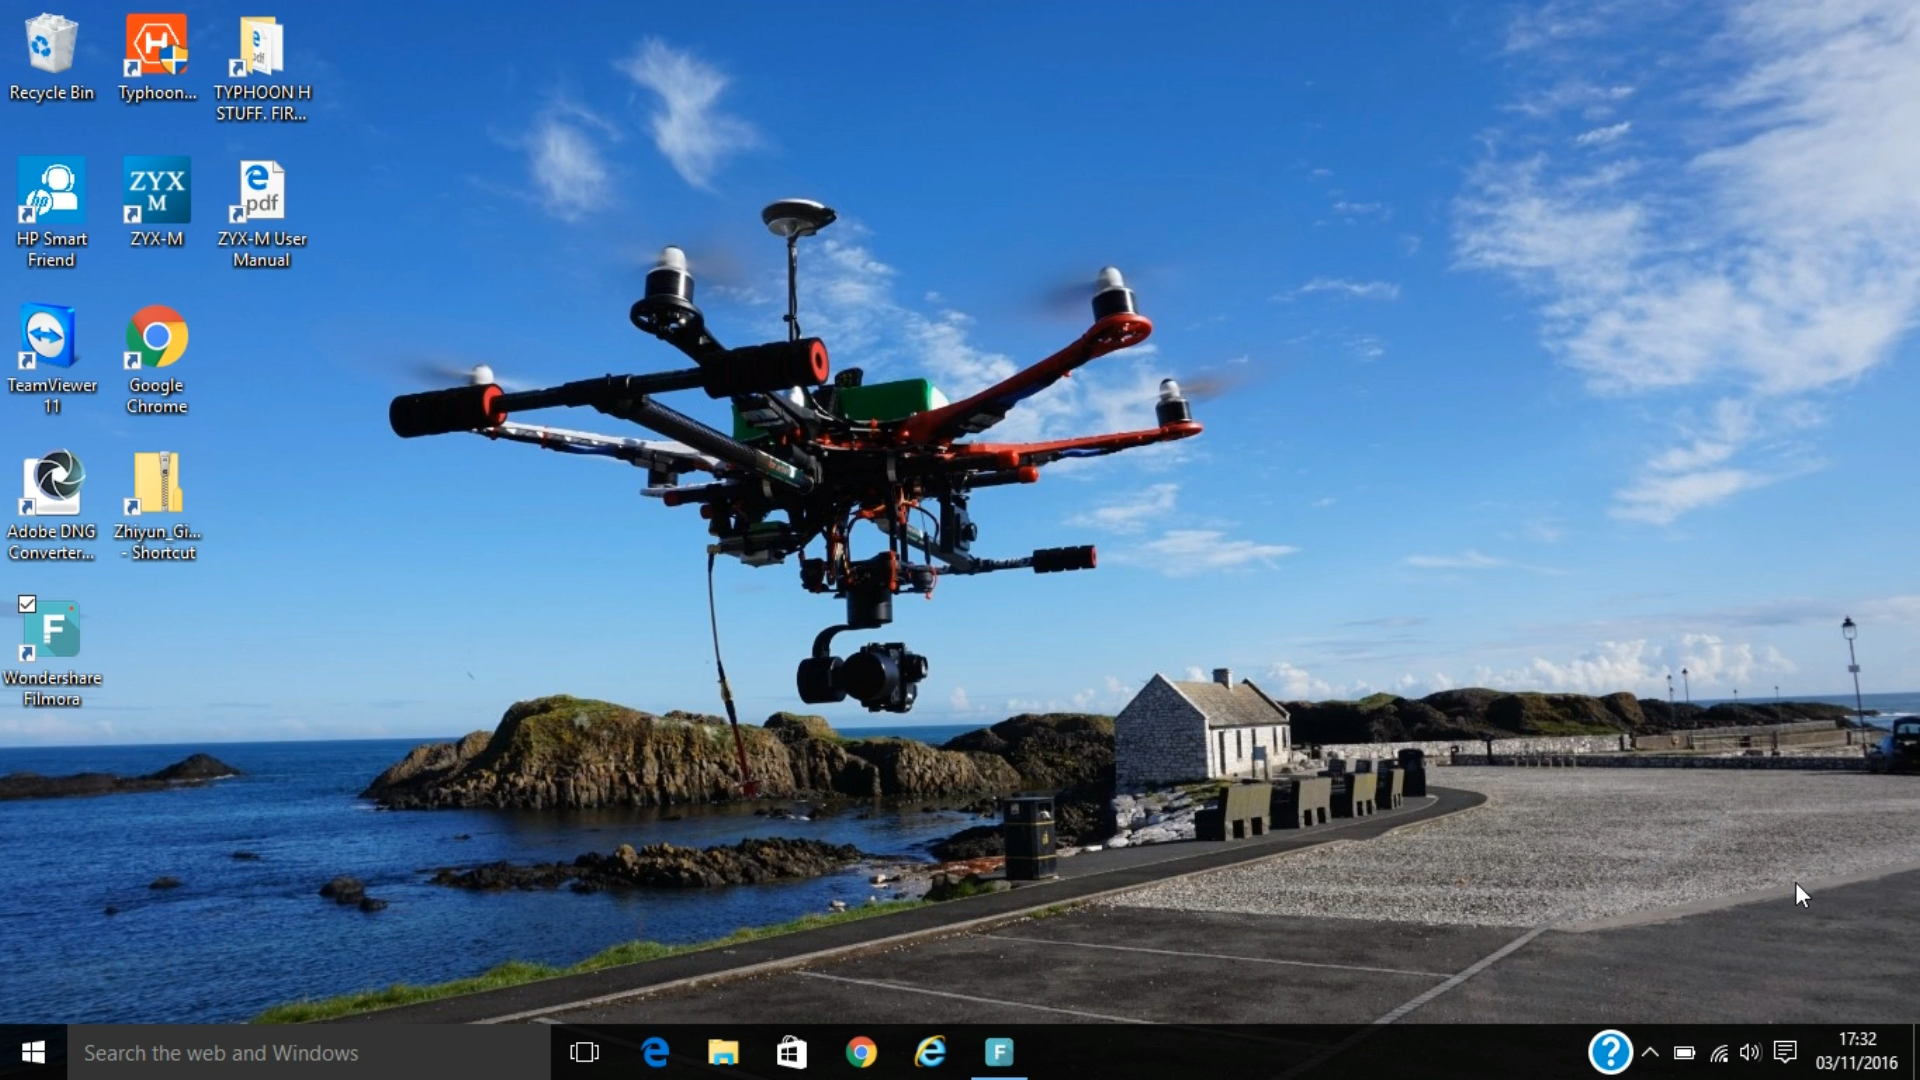 Recycle Bin
Typhoon...
TYPHOON H
STUFF. FIR...
HP Smart
Friend
ZYX
M
ZYX-M
pdf
ZYX-M User
Manual
TeamViewer
11
Google
Chrome
Adobe DNG
Converter...
Zhiyun_Gi...
- Shortcut
F
Wondershare
Filmora
Search the web and Windows
F
?
17:32
03/11/2016